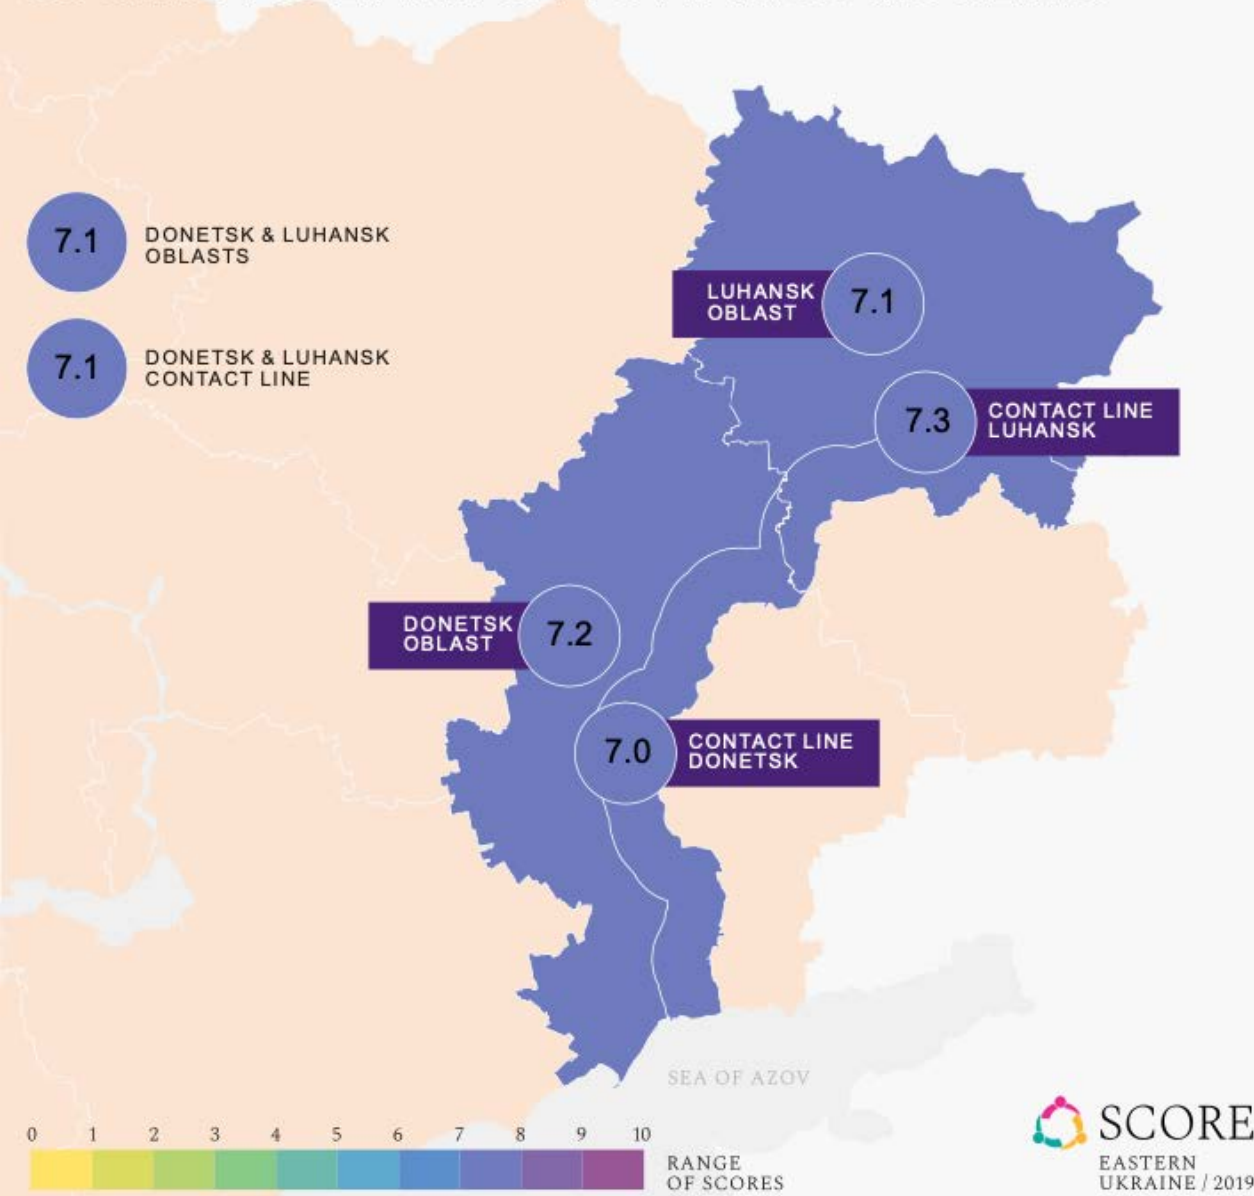 7.1
DONETSK & LUHANSK
OBLASTS
7.1
DONETSK & LUHANSK
CONTACT LINE
LUHANSK
OBLAST
7.1
7.3
CONTACT LINE
LUHANSK
DONETSK
OBLAST
7.2
7.0
CONTACT LINE
DONETSK
SEA OF AZOV
0 1 2 3 4 5 6 7 8 9 10
RANGE
OF SCORES
SCORE
EASTERN
UKRAINE / 2019